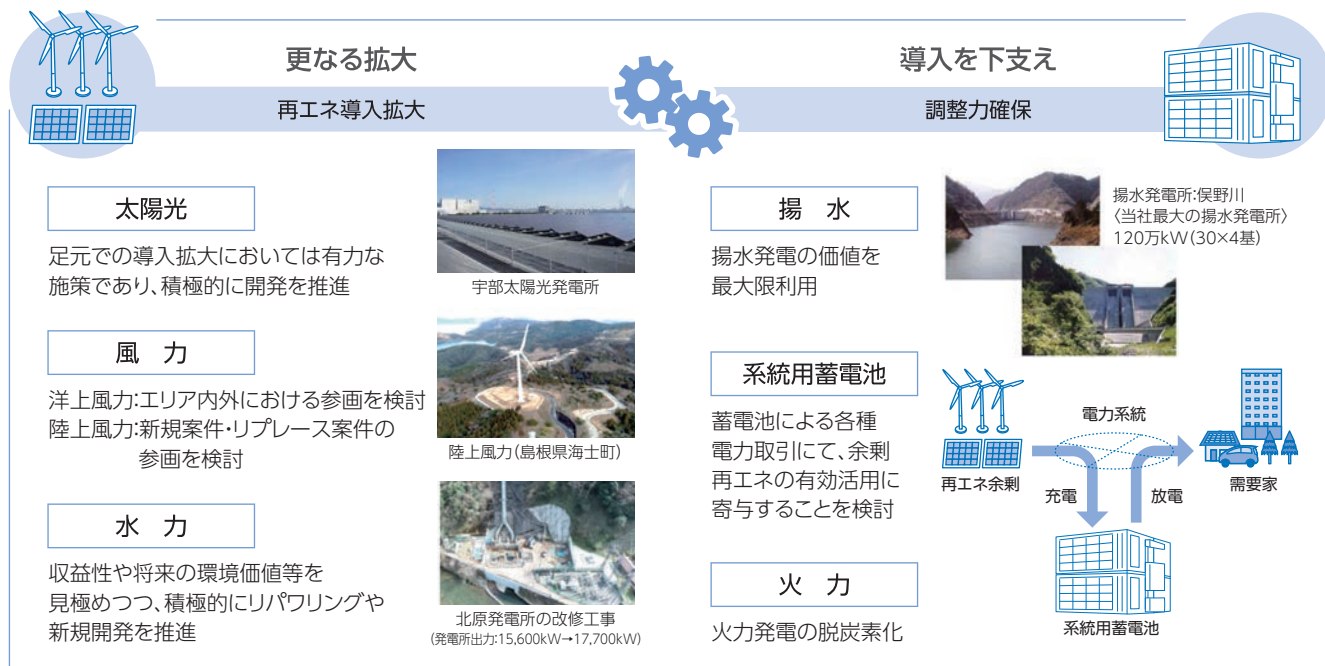 更なる拡大
再エネ導入拡大
太陽光
足元での導入拡大においては有力な
施策であり、積極的に開発を推進
宇部太陽光発電所
風　力
洋上風力:エリア内外における参画を検討
陸上風力:新規案件・リプレース案件の
参画を検討
陸上風力(島根県海士町)
水　力
収益性や将来の環境価値等を
見極めつつ、積極的にリパワリングや
新規開発を推進
北原発電所の改修工事
(発電所出力:15,600kW→17,700kW)
導入を下支え
調整力確保
揚　水
揚水発電の価値を
最大限利用
揚水発電所:俣野川
〈当社最大の揚水発電所〉
120万kW(30×4基)
系統用蓄電池
蓄電池による各種
電力取引にて、余剰
再エネの有効活用に
寄与することを検討
電力系統
再エネ余剰
充電
放電
需要家
系統用蓄電池
火　力
火力発電の脱炭素化